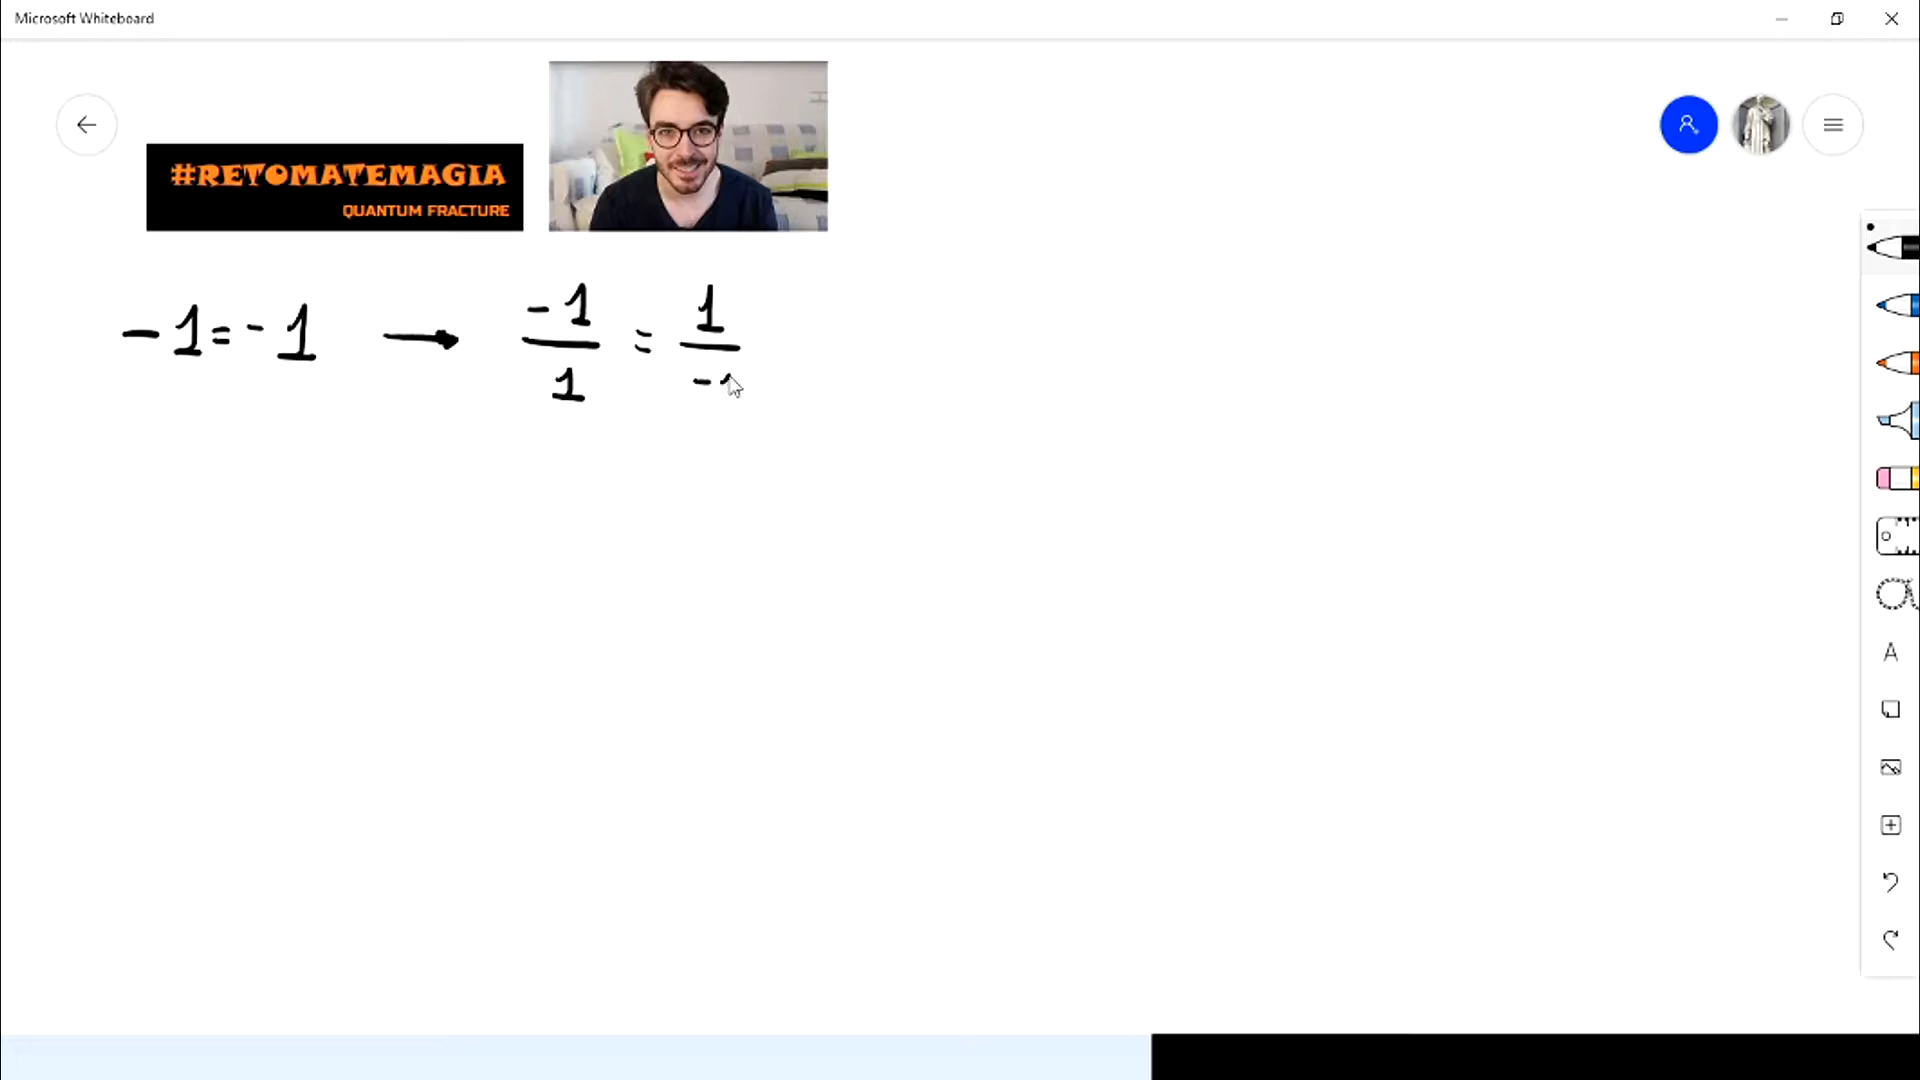 Microsoft Whiteboard
#RETOMATEMAGIA
QUANTUM FRACTURE
-1=-1 → -1/1 = 1/-1
A